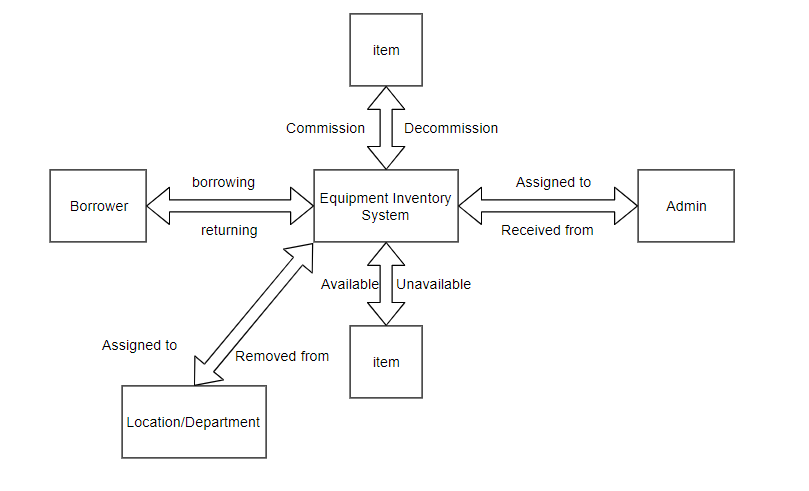 item
Commission
Decommission
borrowing
Assigned to
Borrower
Equipment Inventory
System
Admin
returning
Received from
Available
Unavailable
Assigned to
Removed from
item
Location/Department